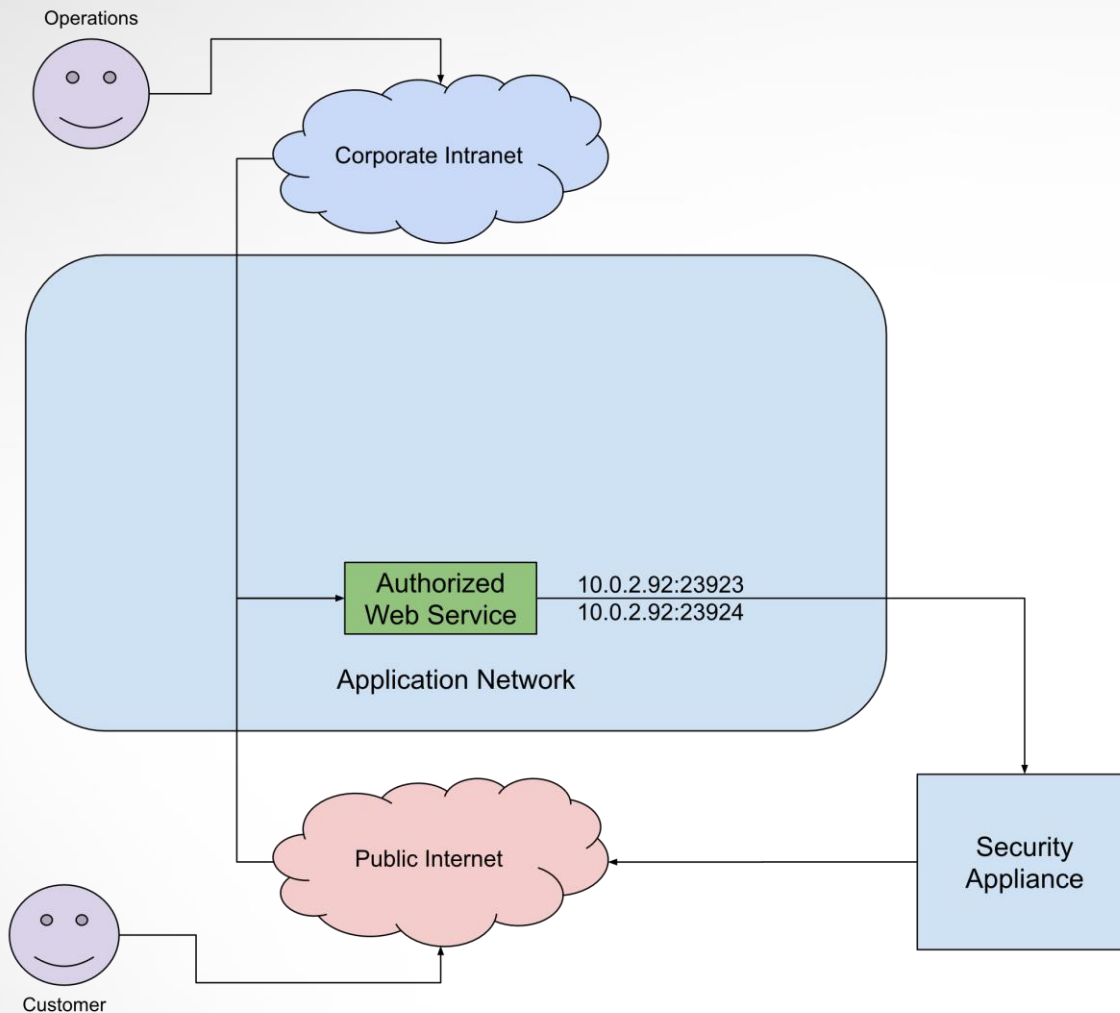 Operations
Corporate Intranet
Authorized
Web Service
10.0.2.92:23923
10.0.2.92:23924
Application Network
Public Internet
Security
Appliance
Customer